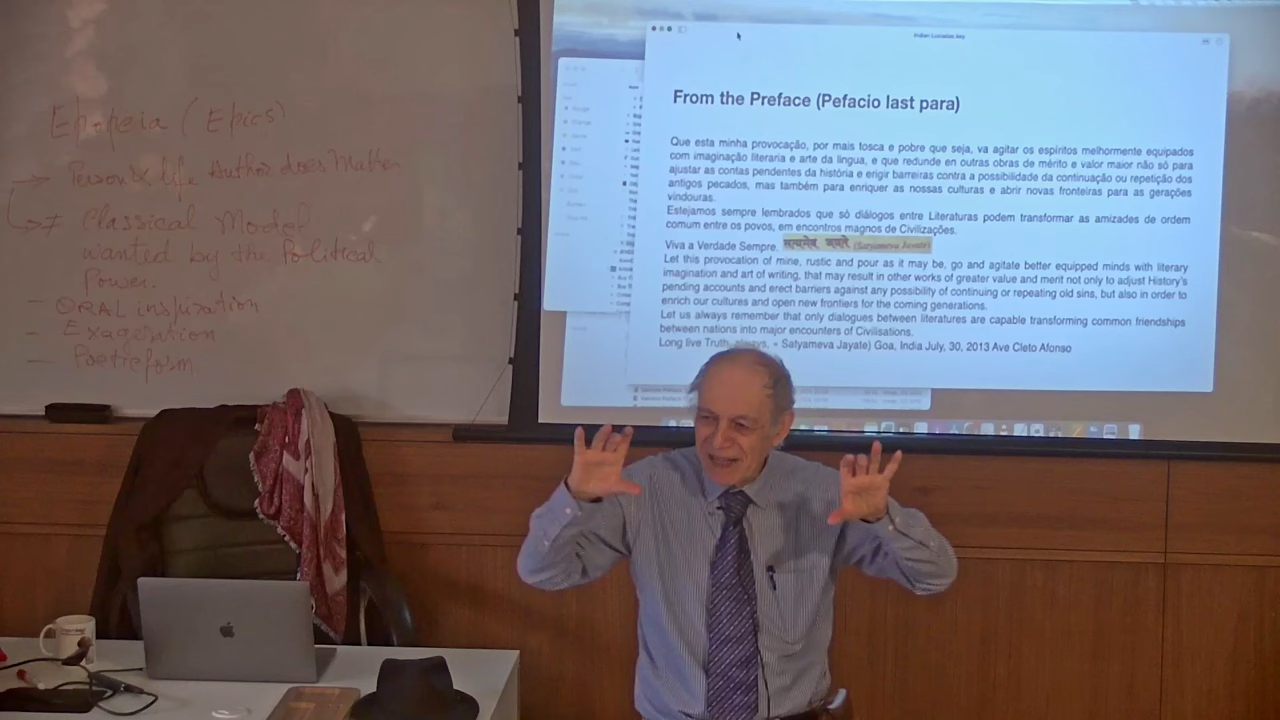 Epopeia (Epics)
→ Person & life Author does Matter
→ Classical Model
wanted by the Political
Power.
– ORAL inspiration
– Exageration
– Poetic form
Indian Lusiadas.key
From the Preface (Pefacio last para)
Que esta minha provocação, por mais tosca e pobre que seja, va agitar os espíritos melhormente equipados
com imaginação literaria e arte da lingua, e que redunde en outras obras de mérito e valor maior não só para
ajustar as contas pendentes da história e erigir barreiras contra a possibilidade da continuação ou repetição dos
antigos pecados, mas também para enriquer as nossas culturas e abrir novas fronteiras para as gerações
vindouras.
Estejamos sempre lembrados que só diálogos entre Literaturas podem transformar as amizades de ordem
comum entre os povos, em encontros magnos de Civilizações.
Viva a Verdade Sempre. सत्यमेव जयते (Satyameva Jayate)
Let this provocation of mine, rustic and pour as it may be, go and agitate better equipped minds with literary
imagination and art of writing, that may result in other works of greater value and merit not only to adjust History's
pending accounts and erect barriers against any possibility of continuing or repeating old sins, but also in order to
enrich our cultures and open new frontiers for the coming generations.
Let us always remember that only dialogues between literatures are capable transforming common friendships
between nations into major encounters of Civilisations.
Long live Truth, always. = Satyameva Jayate) Goa, India July, 30, 2013 Ave Cleto Afonso